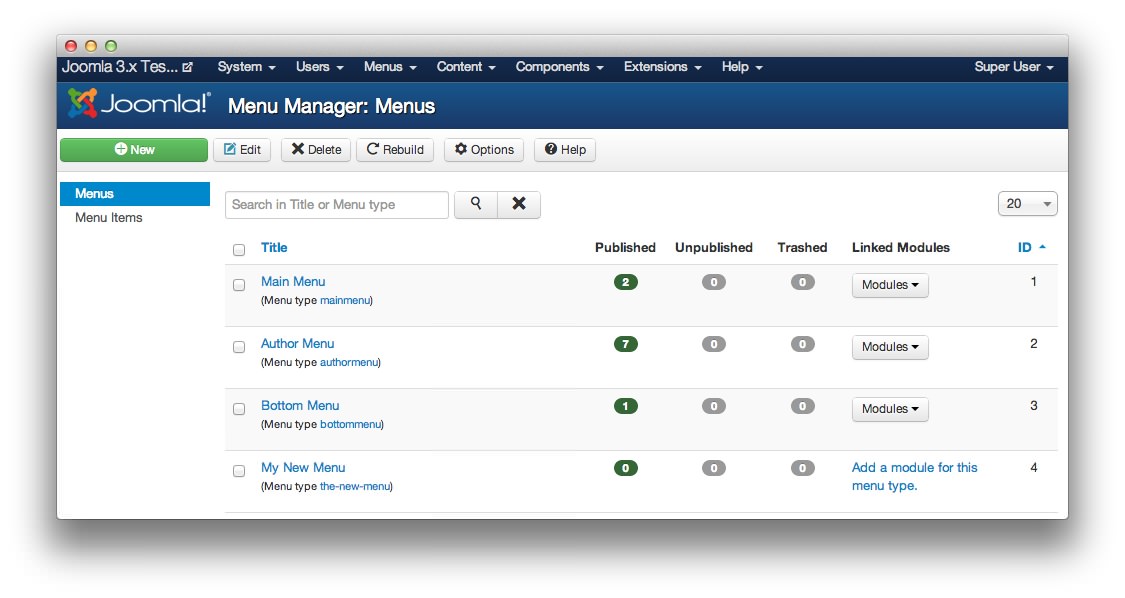 Joomla 3.x Tes... System Users Menus Content Components Extensions Help Super User
Joomla!® Menu Manager: Menus
New Edit Delete Rebuild Options Help
Menus
Menu Items
Search in Title or Menu type 20
Title Published Unpublished Trashed Linked Modules ID
Main Menu 2 0 0 Modules 1
(Menu type mainmenu)
Author Menu 7 0 0 Modules 2
(Menu type authormenu)
Bottom Menu 1 0 0 Modules 3
(Menu type bottommenu)
My New Menu 0 0 0 Add a module for this 4
(Menu type the-new-menu) menu type.